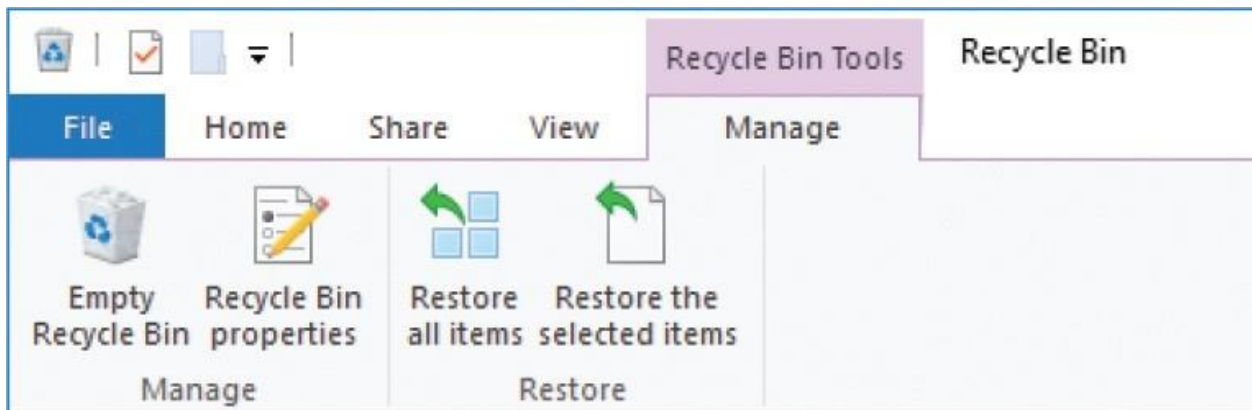 Recycle Bin Tools
Recycle Bin
File
Home
Share
View
Manage
Empty
Recycle Bin
Recycle Bin
properties
Restore
all items
Restore the
selected items
Manage
Restore